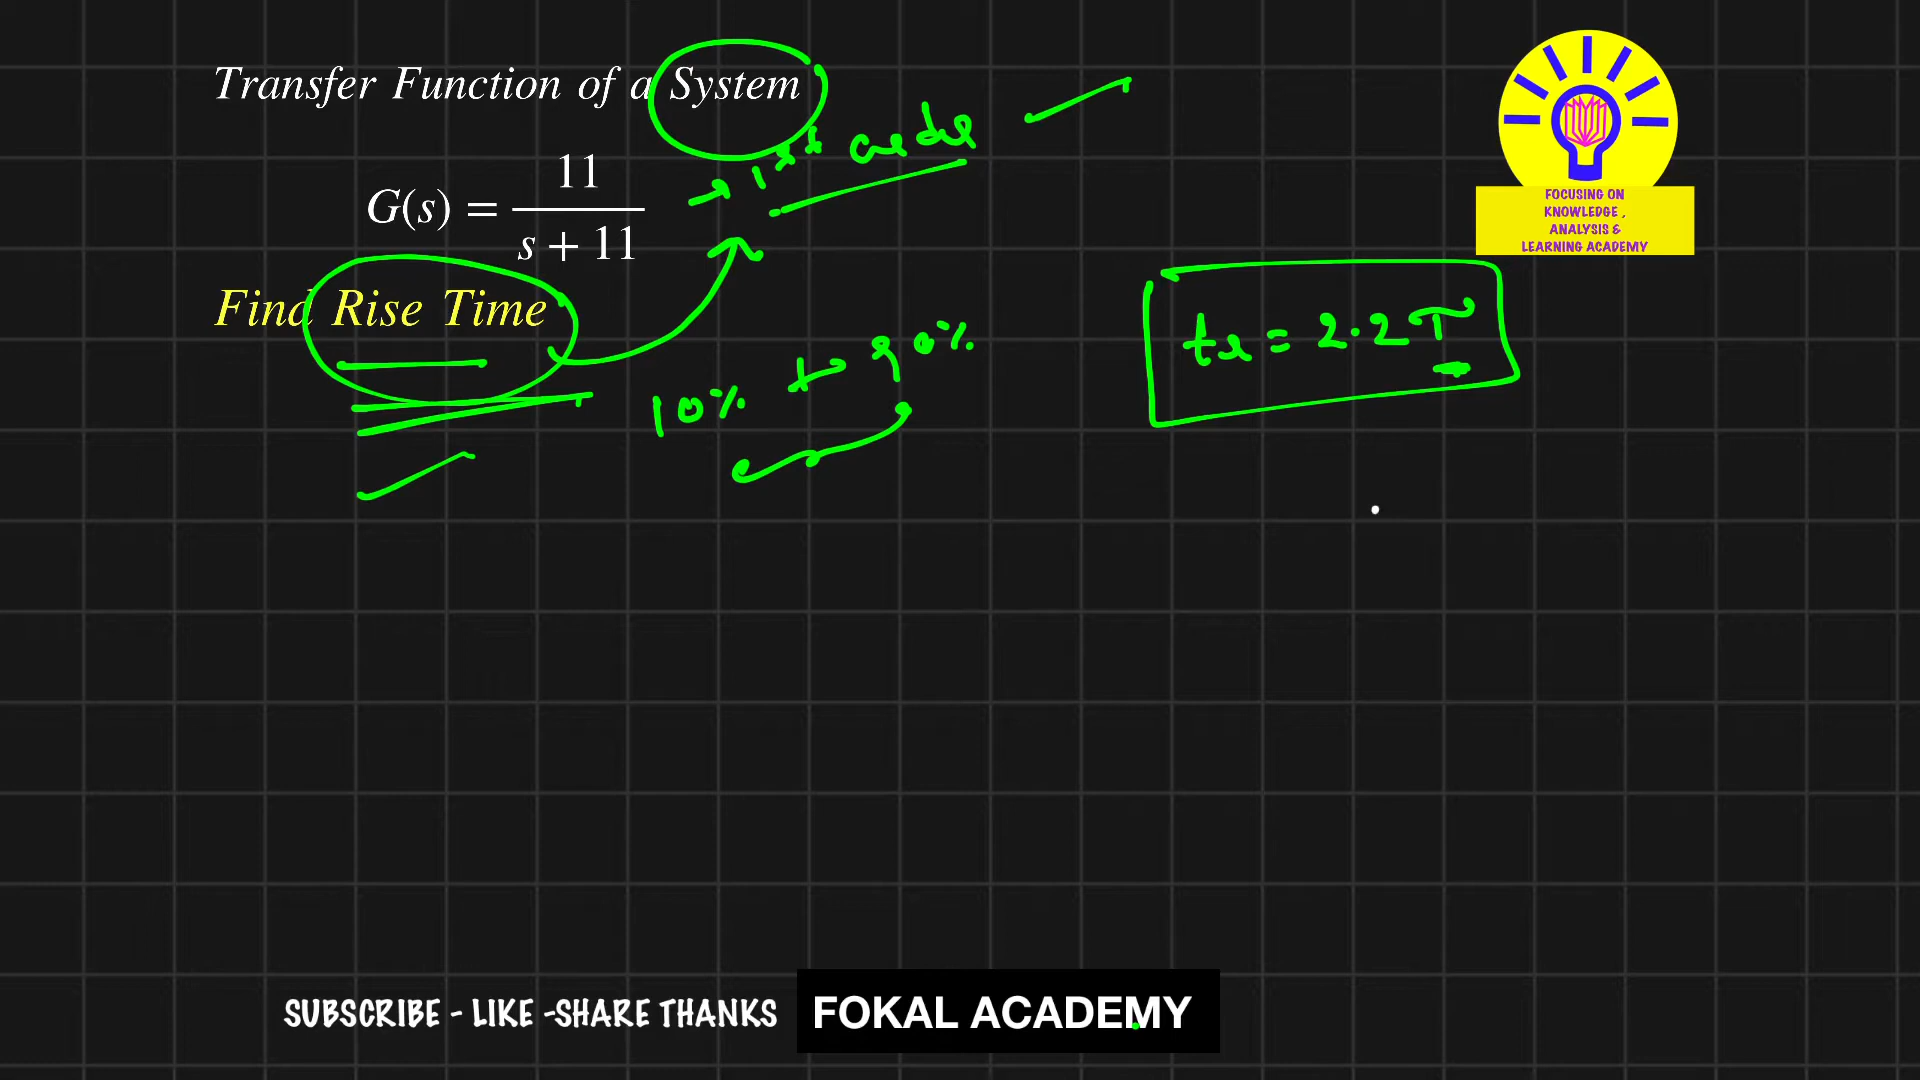 Transfer Function of a System
→ 1st order
G(s) = 11 / (s + 11)
Find Rise Time
10% to 90%
tr = 2.2 τ
FOCUSING ON
KNOWLEDGE ,
ANALYSIS &
LEARNING ACADEMY
SUBSCRIBE - LIKE -SHARE THANKS
FOKAL ACADEMY